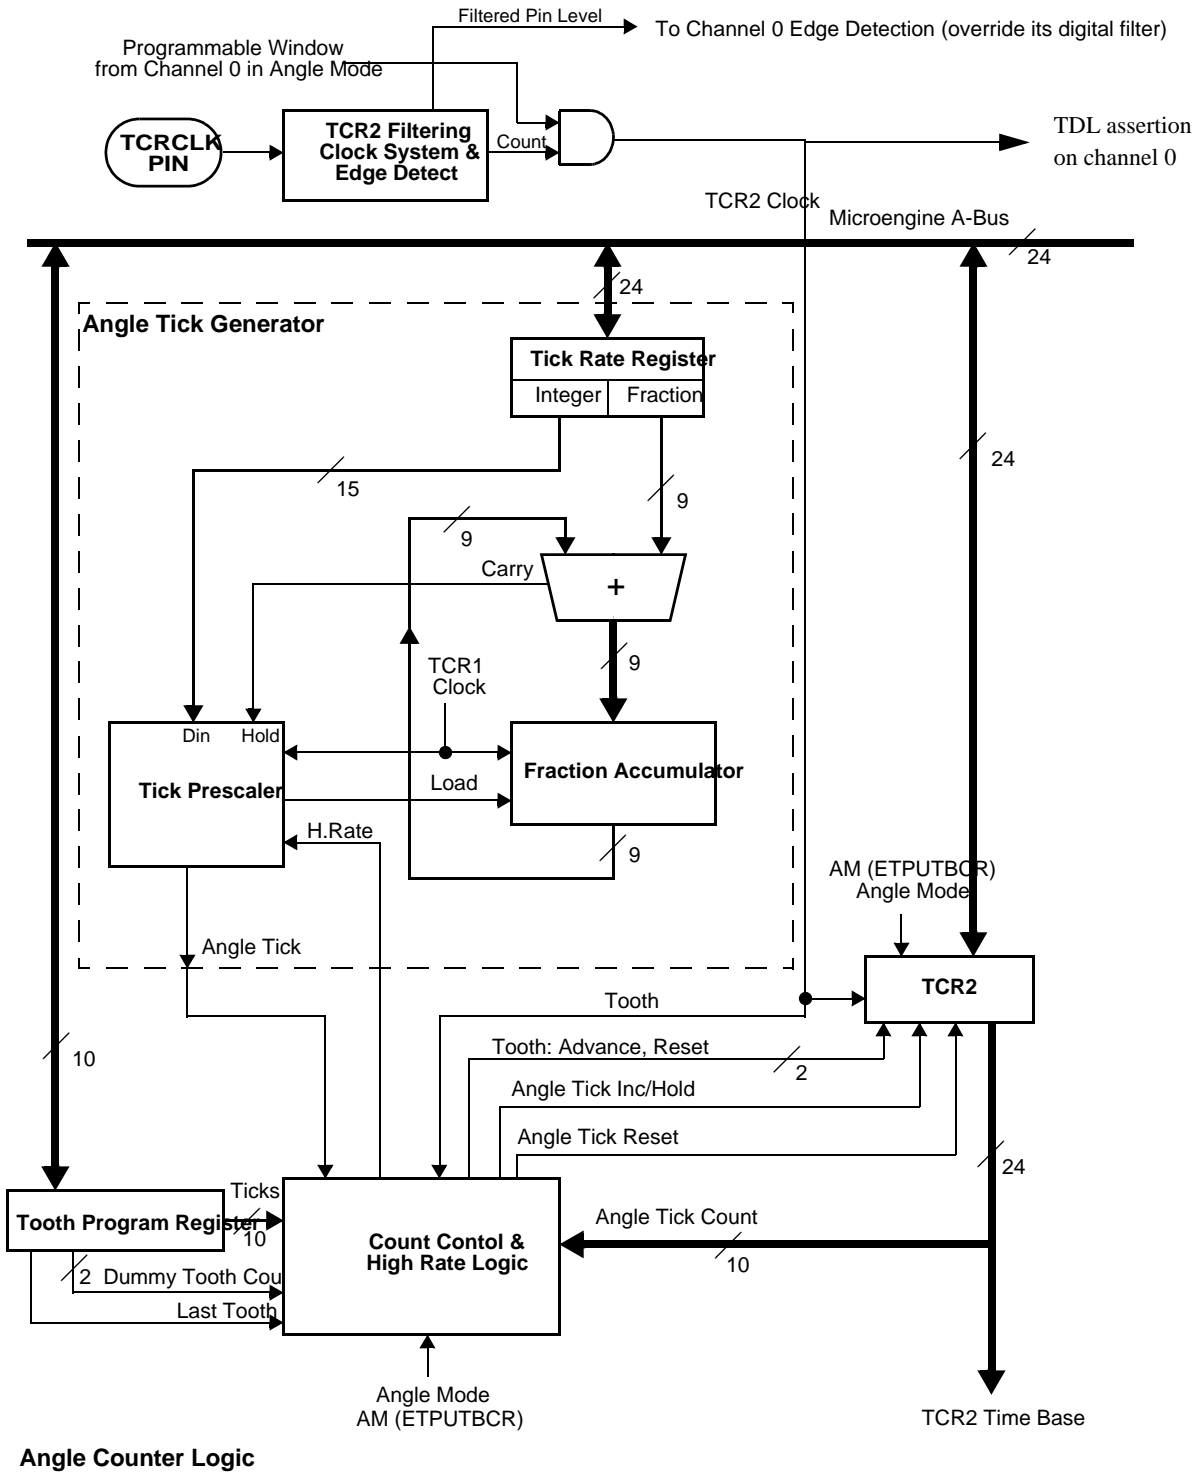 Filtered Pin Level
To Channel 0 Edge Detection (override its digital filter)
Programmable Window
from Channel 0 in Angle Mode
TCRCLK
PIN
TCR2 Filtering
Clock System &
Edge Detect
Count
TDL assertion
on channel 0
TCR2 Clock
Microengine A-Bus
24
24
Angle Tick Generator
Tick Rate Register
Integer
Fraction
24
15
9
9
Carry
+
9
TCR1
Clock
Din
Hold
Tick Prescaler
Load
Fraction Accumulator
H.Rate
9
AM (ETPUTBCR)
Angle Mode
Angle Tick
TCR2
Tooth
10
Tooth: Advance, Reset
2
Angle Tick Inc/Hold
Angle Tick Reset
24
Ticks
Tooth Program Register
10
Angle Tick Count
10
Count Contol &
High Rate Logic
2
Dummy Tooth Cou
Last Tooth
Angle Mode
AM (ETPUTBCR)
TCR2 Time Base
Angle Counter Logic